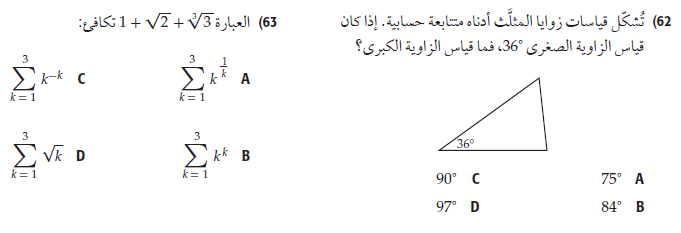 62) تُشكّل قياسات زوايا المثلَّث أدناه متتابعة حسابية. إذا كان
قياس الزاوية الصغرى 36°، فما قياس الزاوية الكبرى؟
36°
75° A
90° C
84° B
97° D
63) العبارة 1 + √2 + ∛3 تكافئ:
∑_{k=1}^{3} k^{1/k} A
∑_{k=1}^{3} k^{-k} C
∑_{k=1}^{3} k^k B
∑_{k=1}^{3} √k D